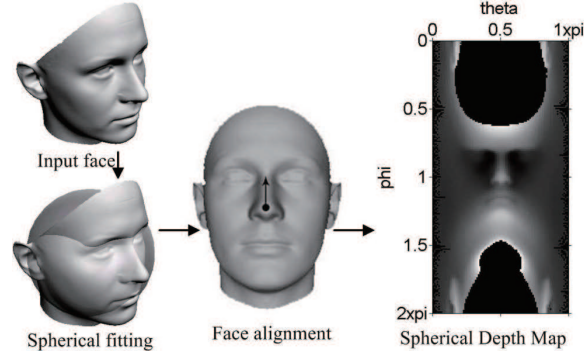 theta
0 0.5 1xpi
0
0.5
phi
1
1.5
2xpi
Input face
Spherical fitting
Face alignment
Spherical Depth Map